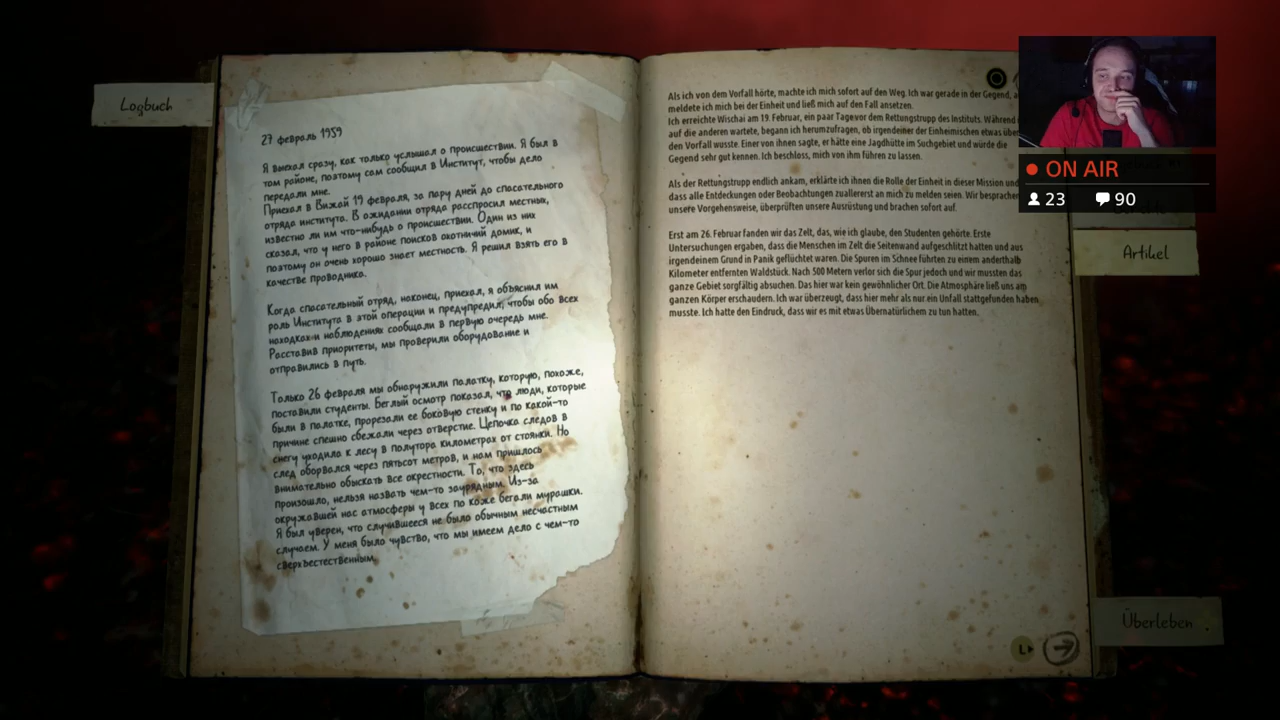 Logbuch
27 февраль 1959
Я выехал сразу, как только услышал о происшествии. Я был в
том районе, поэтому сам сообщил в Институт, чтобы дело
передали мне.
Приехал в Вижай 19 февраля, за пару дней до спасательного
отряда института. В ожидании отряда расспросил местных,
известно ли им что-нибудь о происшествии. Один из них
сказал, что у него в районе поисков охотничий домик, и
поэтому он очень хорошо знает местность. Я решил взять его в
качестве проводника.
Когда спасательный отряд, наконец, приехал, я объяснил им
роль Института в этой операции и предупредил, чтобы обо всех
находках и наблюдениях сообщали в первую очередь мне.
Расставив приоритеты, мы проверили оборудование и
отправились в путь.
Только 26 февраля мы обнаружили палатку, которую, похоже,
поставили студенты. Беглый осмотр показал, что люди, которые
были в палатке, прорезали ее боковую стенку и по какой-то
причине спешно сбежали через отверстие. Цепочка следов в
снегу уходила к лесу в полутора километрах от стоянки. Но
след оборвался через пятьсот метров, и нам пришлось
внимательно обыскать все окрестности. То, что здесь
произошло, нельзя назвать чем-то заурядным. Из-за
окружавшей нас атмосферы у всех по коже бегали мурашки.
Я был уверен, что случившееся не было обычным несчастным
случаем. У меня было чувство, что мы имеем дело с чем-то
сверхъестественным.
Als ich von dem Vorfall hörte, machte ich mich sofort auf den Weg. Ich war gerade in der Gegend,
meldete ich mich bei der Einheit und ließ mich auf den Fall ansetzen.
Ich erreichte Wischai am 19. Februar, ein paar Tagevor dem Rettungstrupp des Instituts. Während
auf die anderen wartete, begann ich herumzufragen, ob irgendeiner der Einheimischen etwas über
den Vorfall wusste. Einer von ihnen sagte, er hätte eine Jagdhütte im Suchgebiet und würde die
Gegend sehr gut kennen. Ich beschloss, mich von ihm führen zu lassen.
Als der Rettungstrupp endlich ankam, erklärte ich ihnen die Rolle der Einheit in dieser Mission und
dass alle Entdeckungen oder Beobachtungen zuallererst an mich zu melden seien. Wir besprachen
unsere Vorgehensweise, überprüften unsere Ausrüstung und brachen sofort auf.
Erst am 26. Februar fanden wir das Zelt, das, wie ich glaube, den Studenten gehörte. Erste
Untersuchungen ergaben, dass die Menschen im Zelt die Seitenwand aufgeschlitzt hatten und aus
irgendeinem Grund in Panik geflüchtet waren. Die Spuren im Schnee führten zu einem anderthalb
Kilometer entfernten Waldstück. Nach 500 Metern verlor sich die Spur jedoch und wir mussten das
ganze Gebiet sorgfältig absuchen. Das hier war kein gewöhnlicher Ort. Die Atmosphäre ließ uns am
ganzen Körper erschaudern. Ich war überzeugt, dass hier mehr als nur ein Unfall stattgefunden haben
musste. Ich hatte den Eindruck, dass wir es mit etwas Übernatürlichem zu tun hatten.
ON AIR
23 90
Artikel
Überleben
L